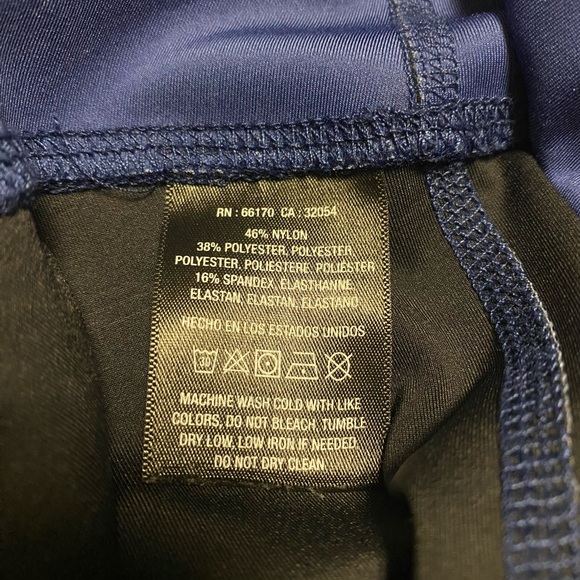 RN : 66170 CA : 32054
46% NYLON
38% POLYESTER, POLYESTER,
POLYESTER, POLIESTERE, POLIÉSTER
16% SPANDEX, ELASTHANNE,
ELASTAN, ELASTAN, ELASTANO
HECHO EN LOS ESTADOS UNIDOS
MACHINE WASH COLD WITH LIKE
COLORS, DO NOT BLEACH, TUMBLE
DRY LOW, LOW IRON IF NEEDED
DO NOT DRY CLEAN